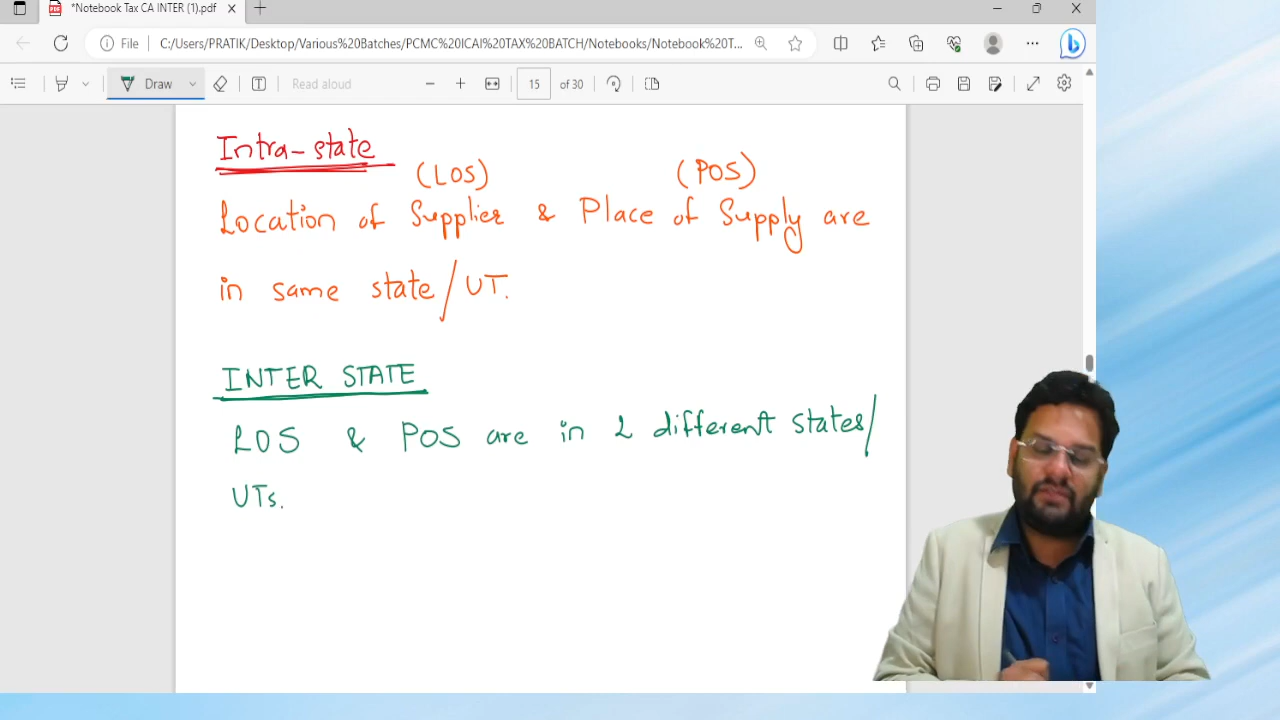 *Notebook Tax CA INTER (1).pdf
File
C:/Users/PRATIK/Desktop/Various%20Batches/PCMC%20ICAI%20TAX%20BATCH/Notebooks/Notebook%20T...
Draw
Read aloud
15 of 30
Intra-state
(LOS) (POS)
Location of Supplier & Place of Supply are
in same state/UT.
INTER STATE
LOS & POS are in 2 different states/
UTs.